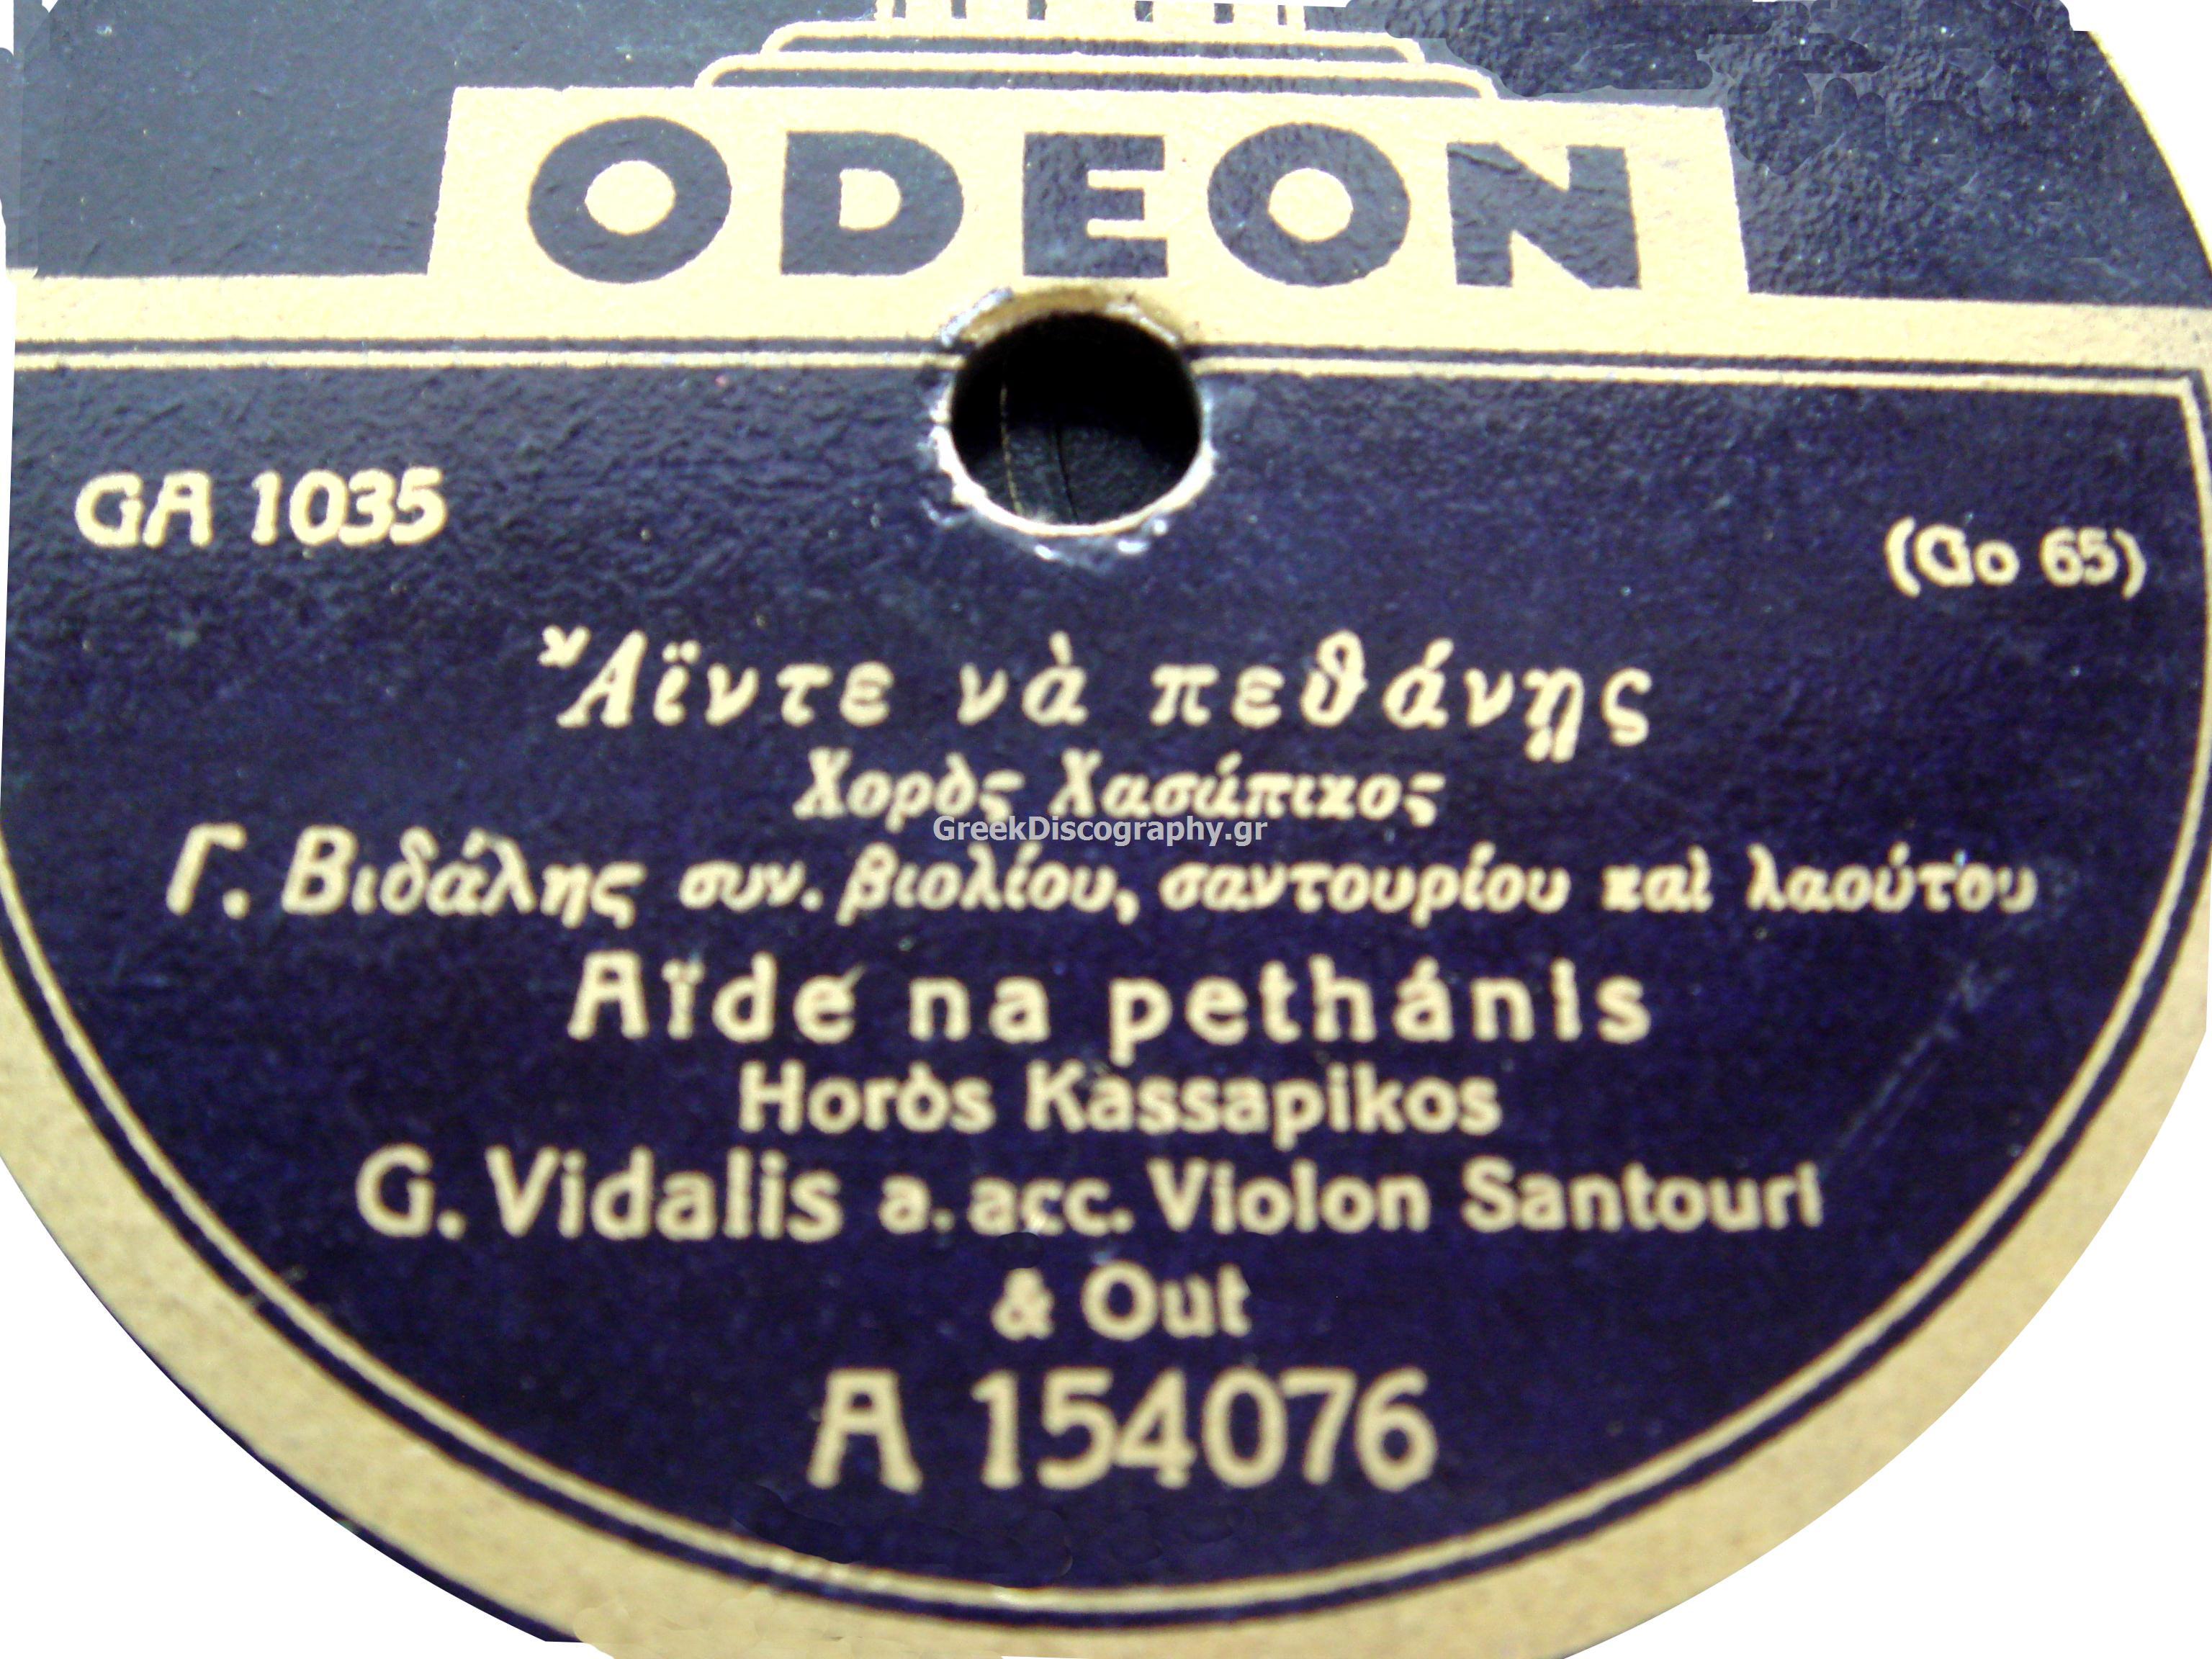 ODEON
GA 1035
(Go 65)
Ἄϊντε νὰ πεθάνῃς
Χορὸς Χασάπικος
GreekDiscography.gr
Γ. Βιδάλης συν. βιολίου, σαντουρίου καὶ λαούτου
Aïde na pethánis
Horòs Kassapikos
G. Vidalis a. acc. Violon Santouri
& Out
A 154076